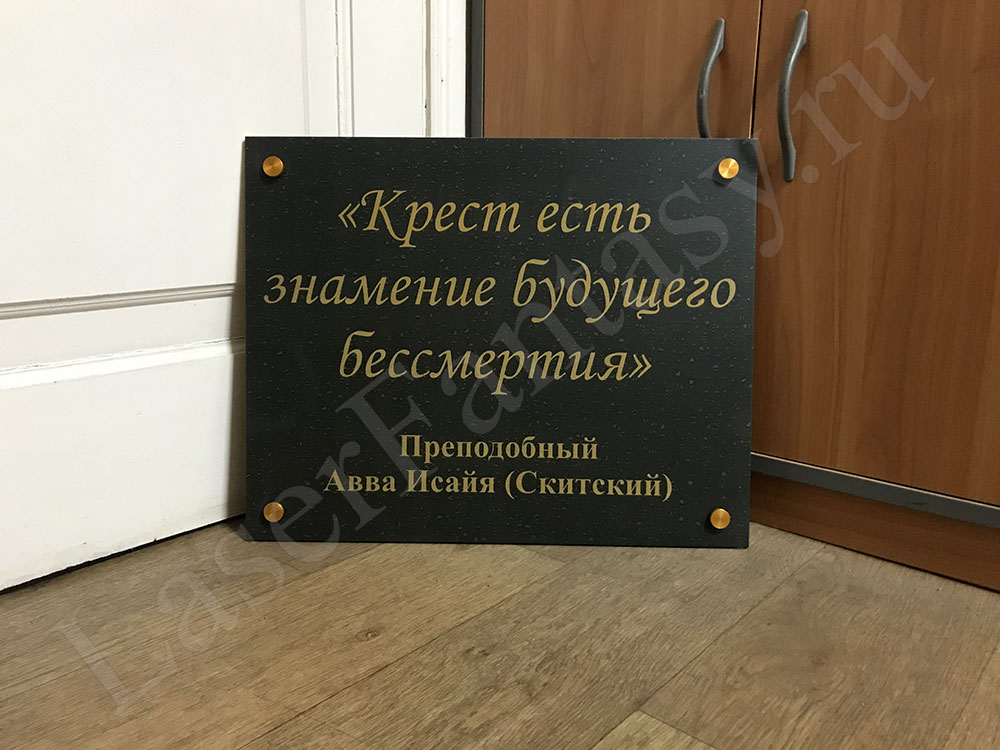 «Крест есть
знамение будущего
бессмертия»
Преподобный
Авва Исайя (Скитский)
LaserFantasy.ru